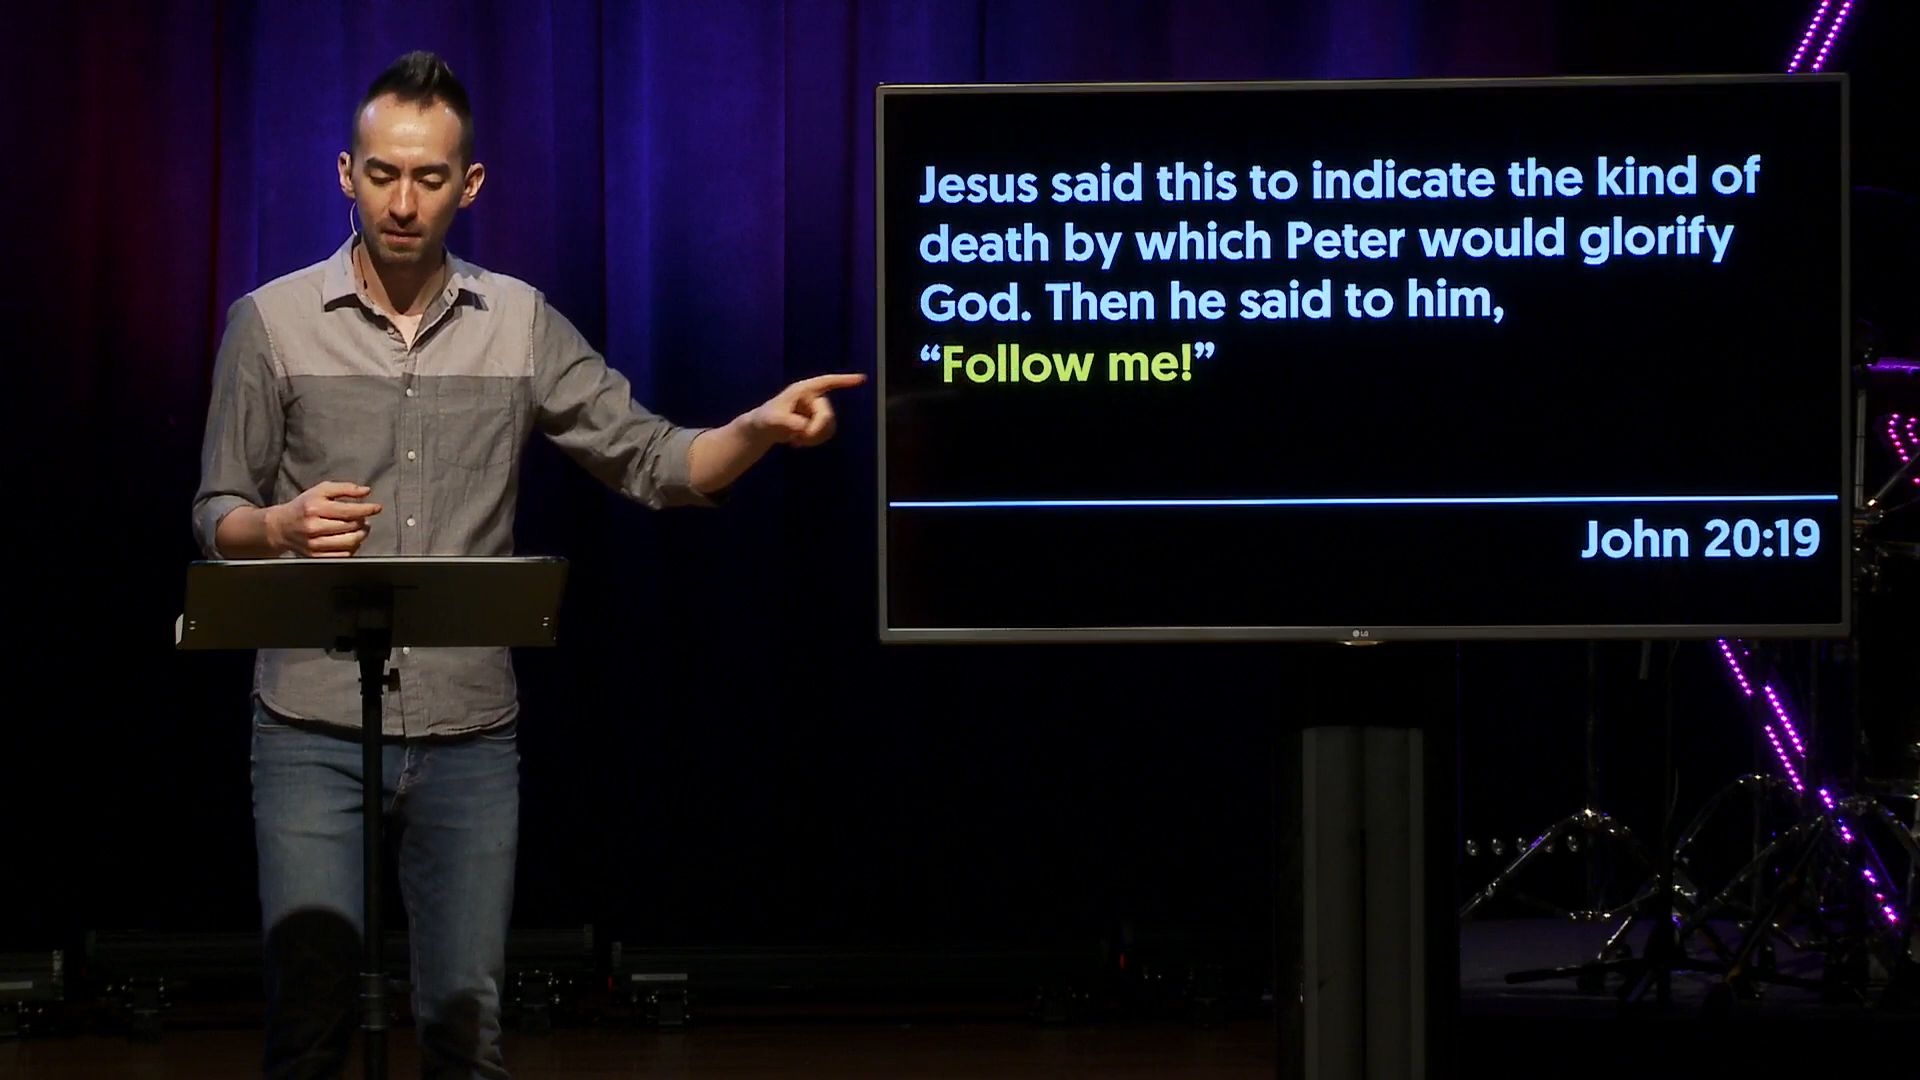 Jesus said this to indicate the kind of
death by which Peter would glorify
God. Then he said to him,
“Follow me!”
John 20:19
LG